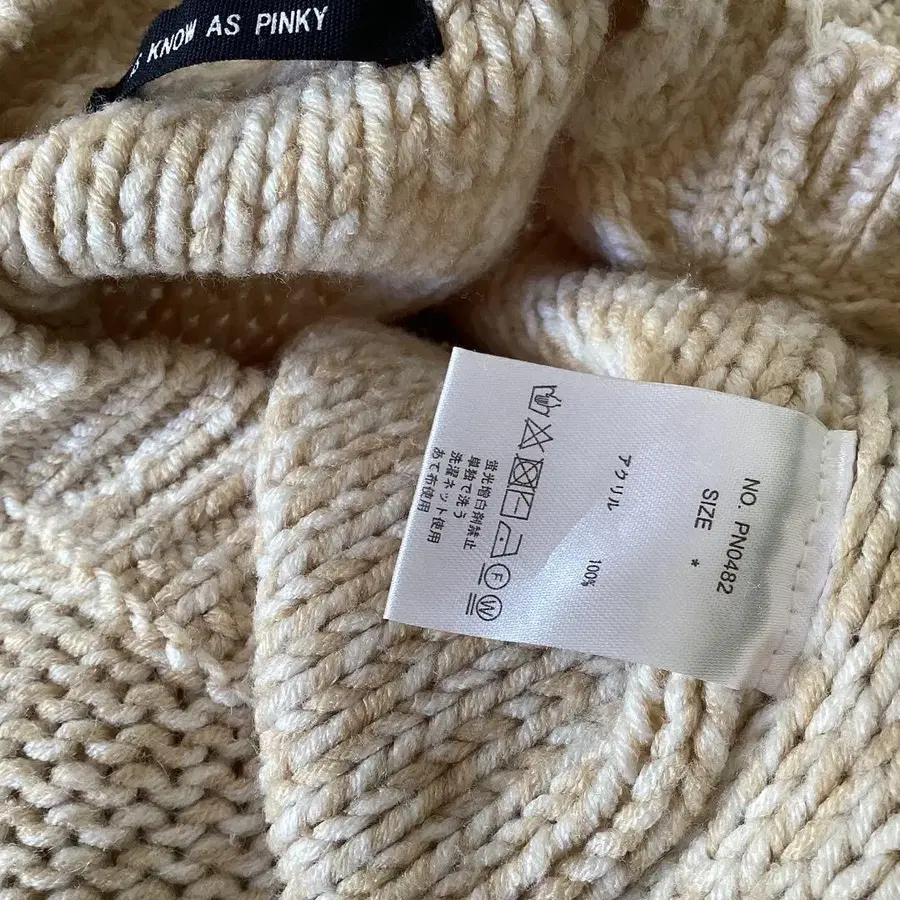 KNOW AS PINKY
NO. PN0482
SIZE *
アクリル 100%
F
W
蛍光増白剤禁止
単独で洗う
洗濯ネット使用
あて布使用